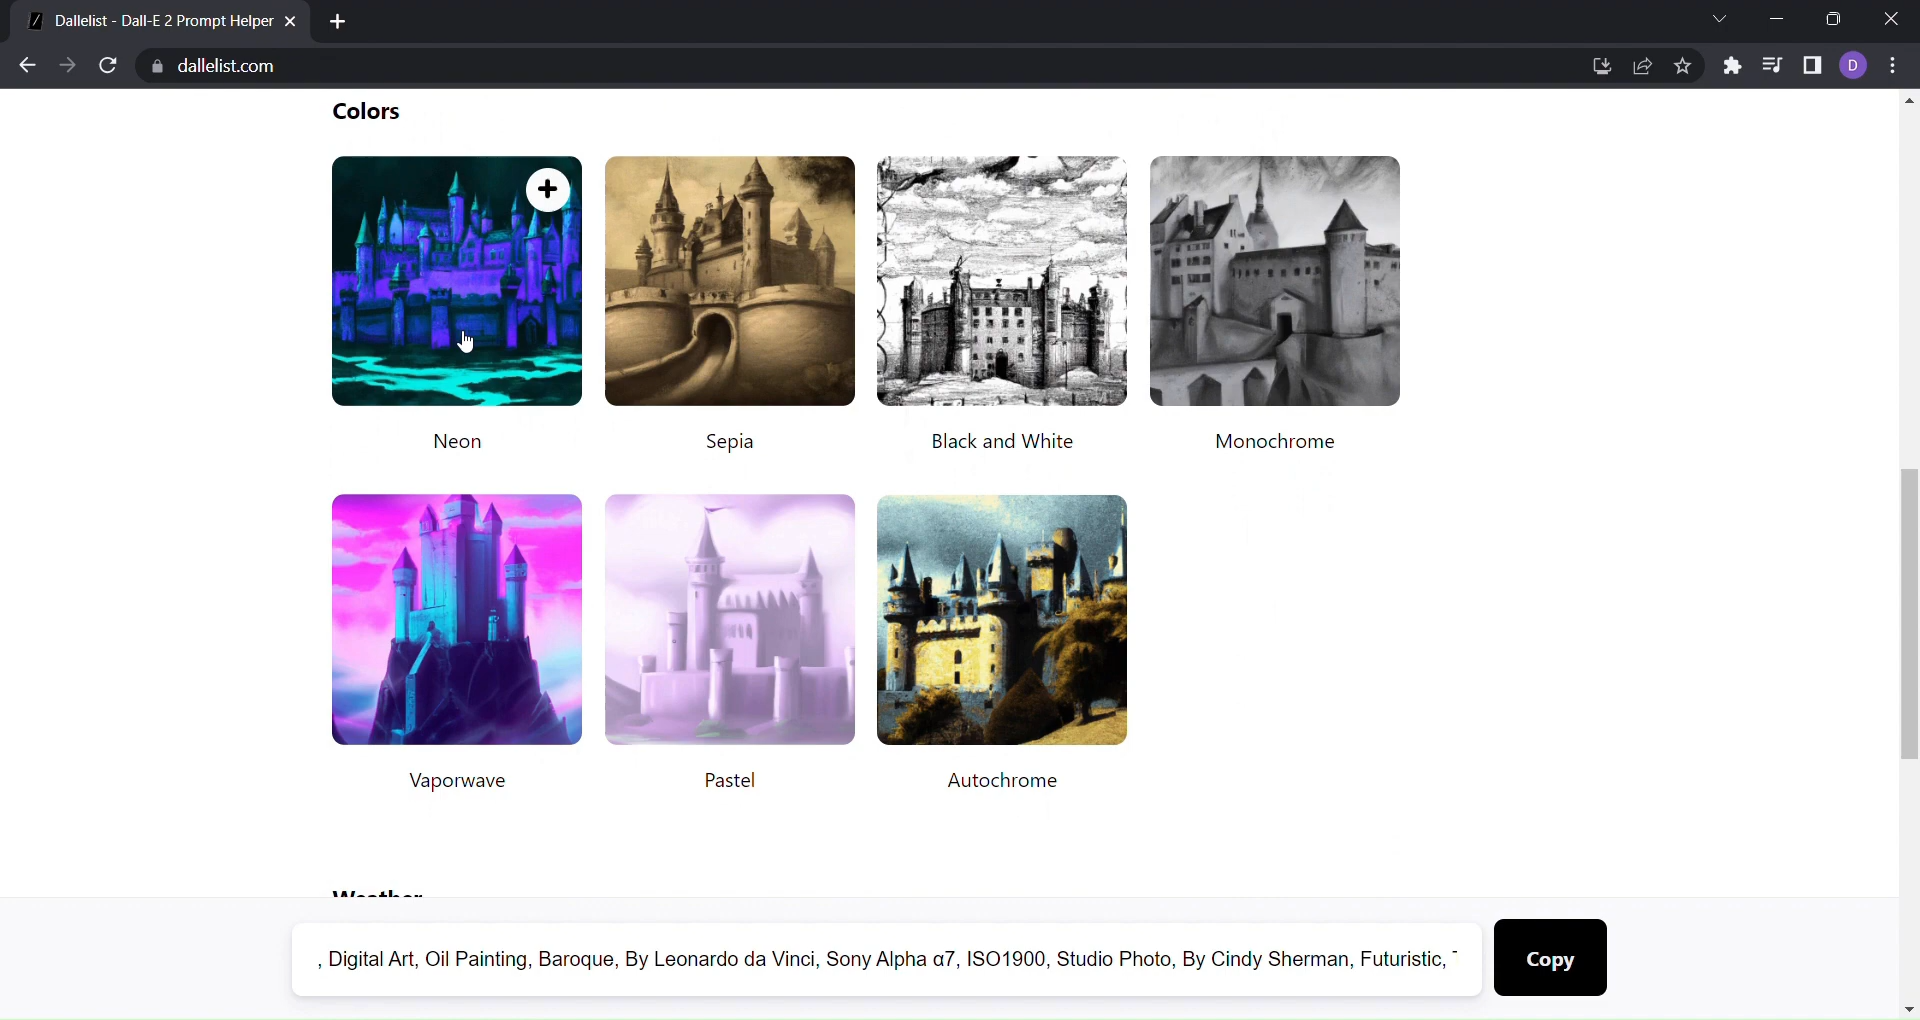 Dallelist - Dall-E 2 Prompt Helper
dallelist.com
D
Colors
Neon
Sepia
Black and White
Monochrome
Vaporwave
Pastel
Autochrome
Weather
, Digital Art, Oil Painting, Baroque, By Leonardo da Vinci, Sony Alpha α7, ISO1900, Studio Photo, By Cindy Sherman, Futuristic,
Copy